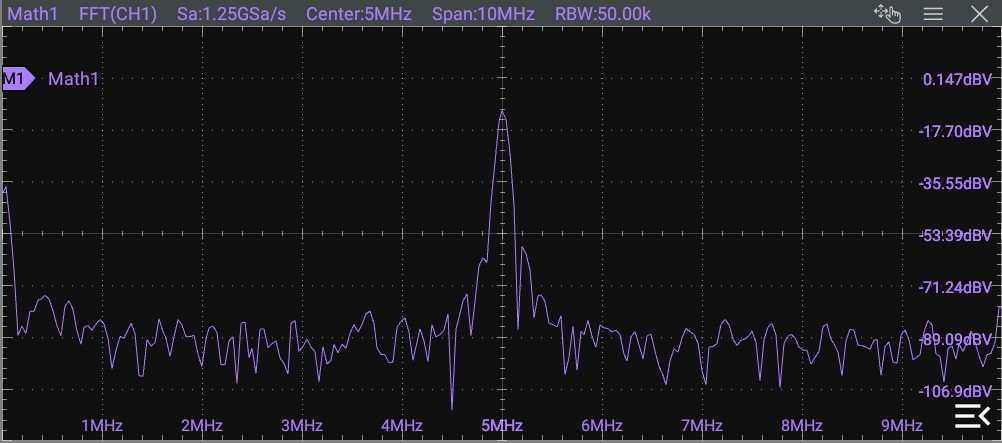 Math1 FFT(CH1) Sa:1.25GSa/s Center:5MHz Span:10MHz RBW:50.00k
M1 Math1 0.147dBV
-17.70dBV
-35.55dBV
-53.39dBV
-71.24dBV
-89.09dBV
-106.9dBV
1MHz 2MHz 3MHz 4MHz 5MHz 6MHz 7MHz 8MHz 9MHz